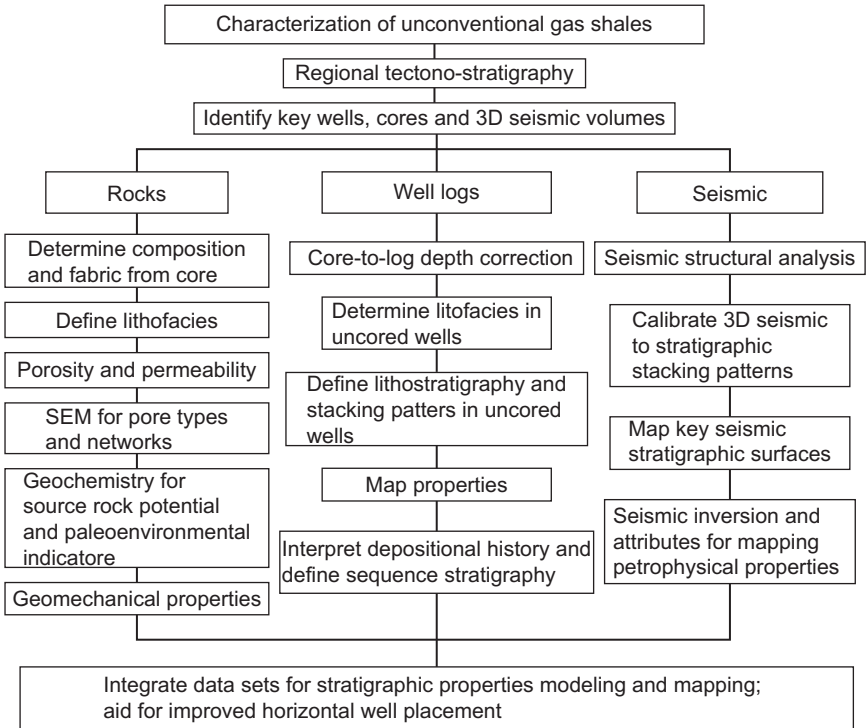 Characterization of unconventional gas shales
Regional tectono-stratigraphy
Identify key wells, cores and 3D seismic volumes
Rocks
Determine composition
and fabric from core
Define lithofacies
Porosity and permeability
SEM for pore types
and networks
Geochemistry for
source rock potential
and paleoenvironmental
indicatore
Geomechanical properties
Well logs
Core-to-log depth correction
Determine litofacies in
uncored wells
Define lithostratigraphy and
stacking patters in uncored
wells
Map properties
Interpret depositional history and
define sequence stratigraphy
Seismic
Seismic structural analysis
Calibrate 3D seismic
to stratigraphic
stacking patterns
Map key seismic
stratigraphic surfaces
Seismic inversion and
attributes for mapping
petrophysical properties
Integrate data sets for stratigraphic properties modeling and mapping;
aid for improved horizontal well placement